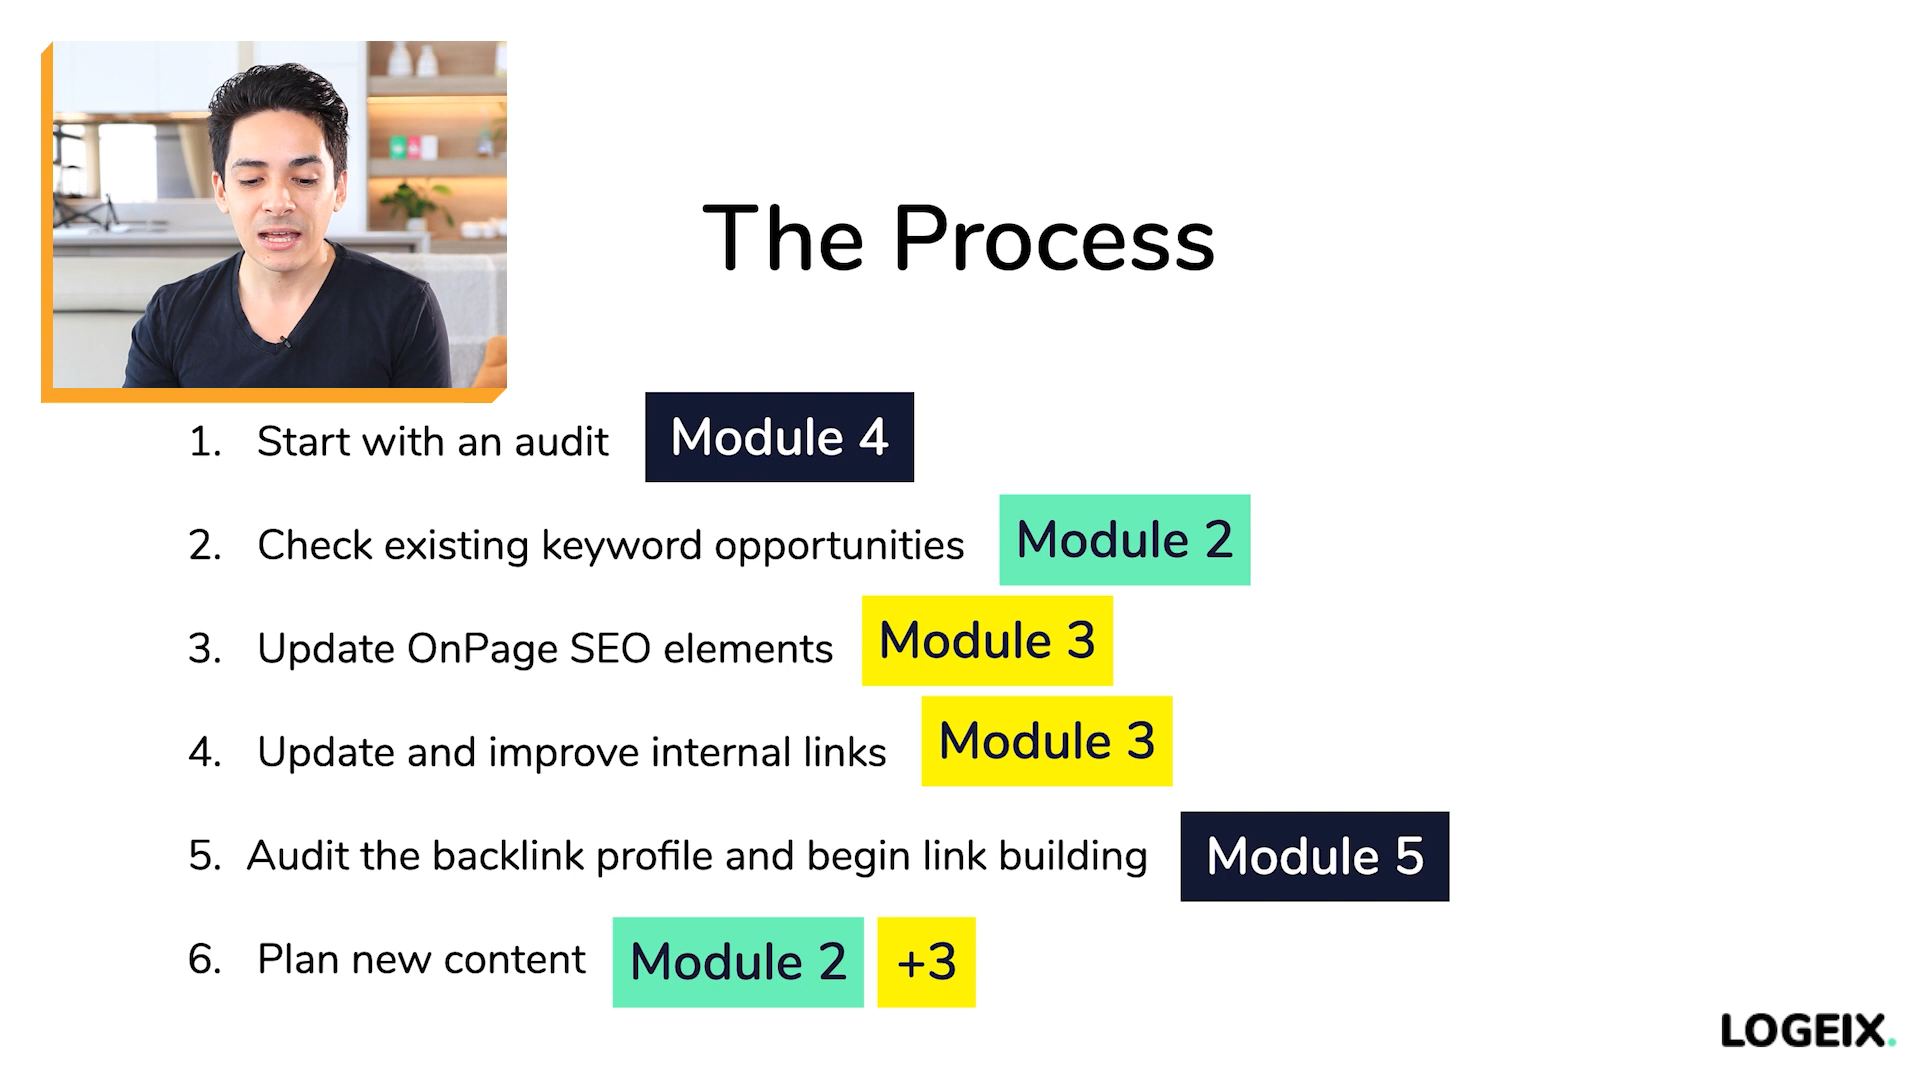 The Process
1. Start with an audit Module 4
2. Check existing keyword opportunities Module 2
3. Update OnPage SEO elements Module 3
4. Update and improve internal links Module 3
5. Audit the backlink profile and begin link building Module 5
6. Plan new content Module 2 +3
LOGEIX.